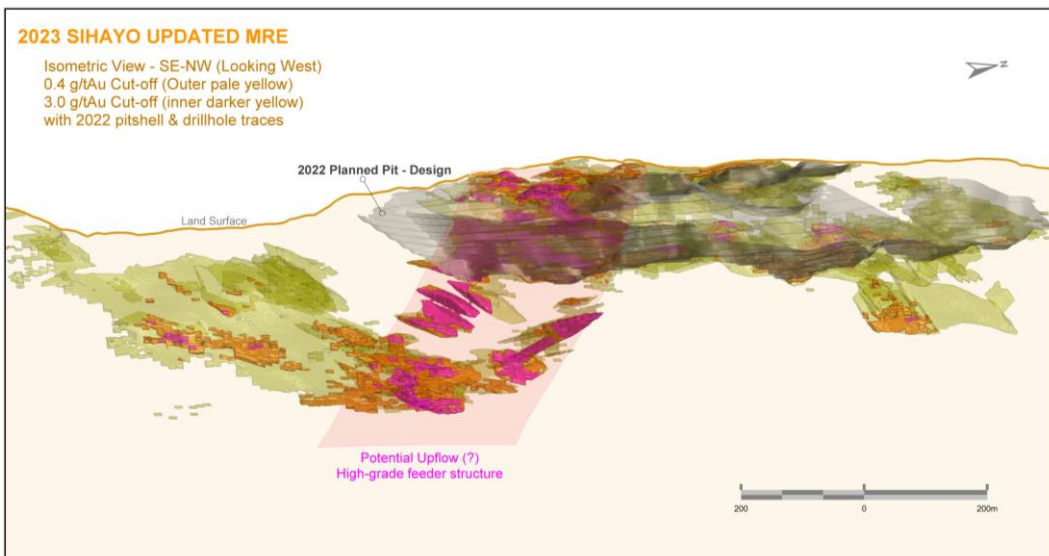 2023 SIHAYO UPDATED MRE
Isometric View - SE-NW (Looking West)
0.4 g/tAu Cut-off (Outer pale yellow)
3.0 g/tAu Cut-off (inner darker yellow)
with 2022 pitshell & drillhole traces
N
2022 Planned Pit - Design
Land Surface
Potential Upflow (?)
High-grade feeder structure
200 0 200m